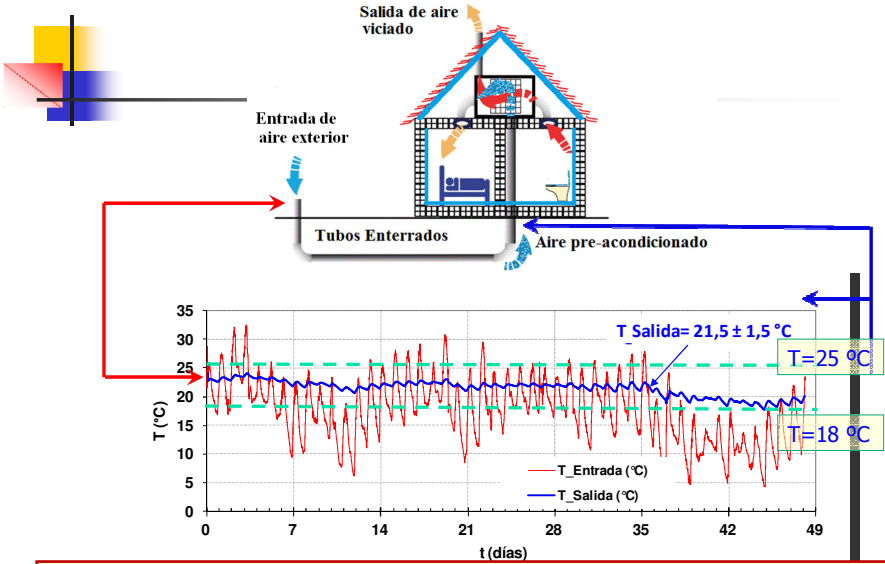 Salida de aire
viciado
Entrada de
aire exterior
Tubos Enterrados
Aire pre-acondicionado
T_Salida= 21,5 ± 1,5 °C
T=25 ºC
T=18 ºC
T (°C)
35
30
25
20
15
10
5
0
T_Entrada (°C)
T_Salida (°C)
0 7 14 21 28 35 42 49
t (días)